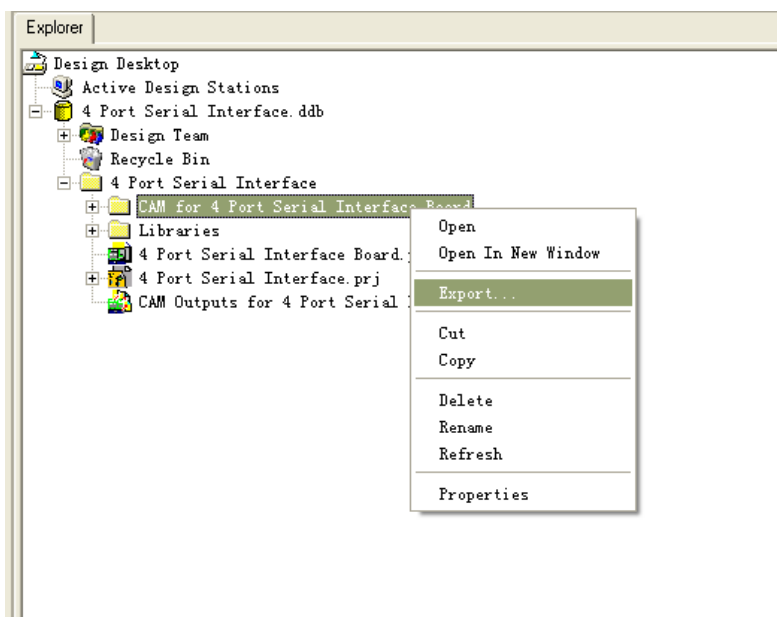 Explorer
Design Desktop
Active Design Stations
4 Port Serial Interface.ddb
Design Team
Recycle Bin
4 Port Serial Interface
CAM for 4 Port Serial Interface Board
Libraries
4 Port Serial Interface Board.
4 Port Serial Interface.prj
CAM Outputs for 4 Port Serial
Open
Open In New Window
Export...
Cut
Copy
Delete
Rename
Refresh
Properties